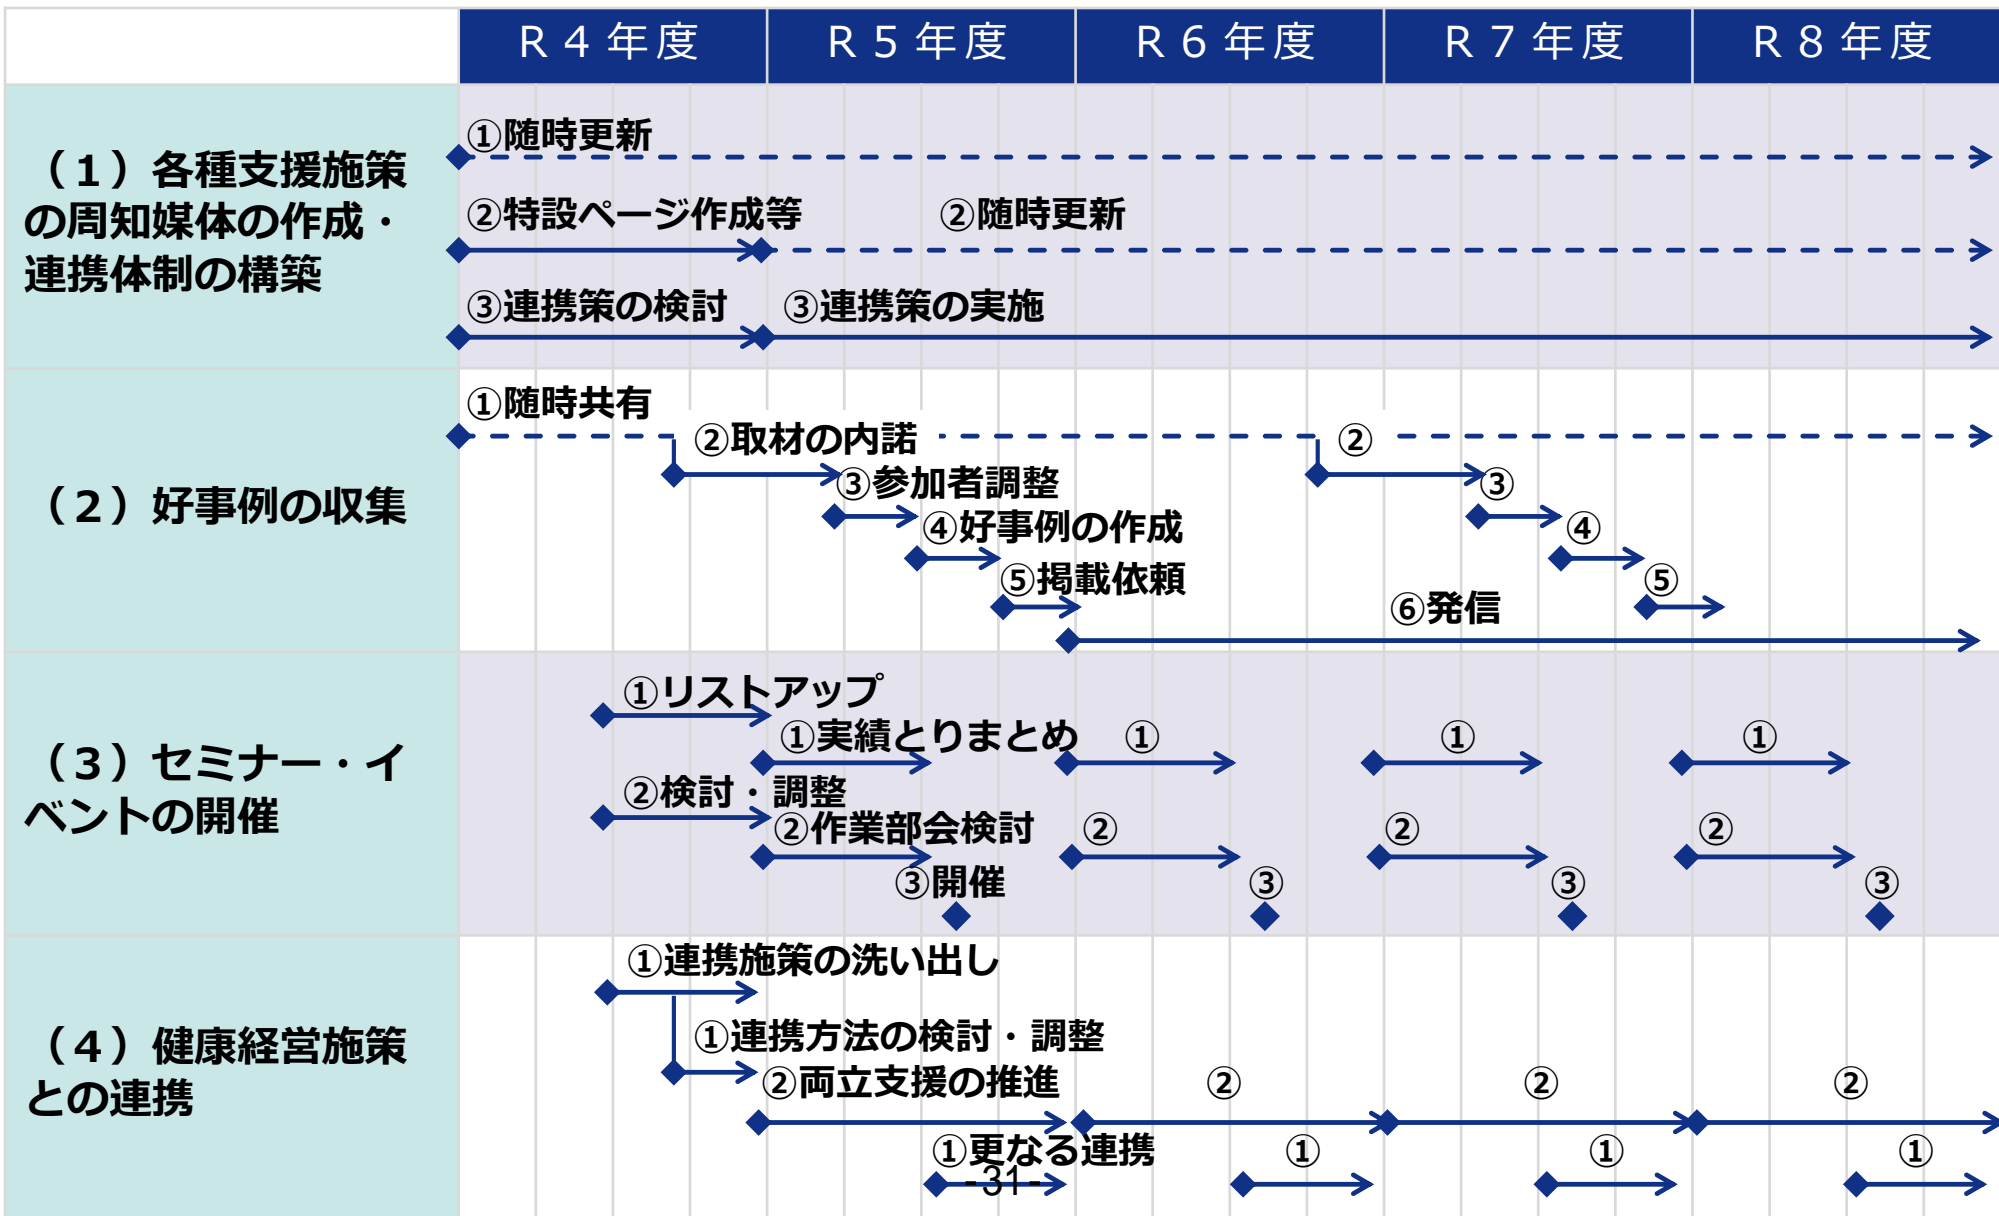 R４年度
R５年度
R６年度
R７年度
R８年度
（１）各種支援施策
の周知媒体の作成・
連携体制の構築
①随時更新
②特設ページ作成等
②随時更新
③連携策の検討
③連携策の実施
（２）好事例の収集
①随時共有
②取材の内諾
②
③参加者調整
③
④好事例の作成
④
⑤掲載依頼
⑤
⑥発信
（３）セミナー・イ
ベントの開催
①リストアップ
①実績とりまとめ
①
①
①
②検討・調整
②作業部会検討
②
②
②
③開催
③
③
③
（４）健康経営施策
との連携
①連携施策の洗い出し
①連携方法の検討・調整
②両立支援の推進
②
②
②
①更なる連携
①
①
①
-31-